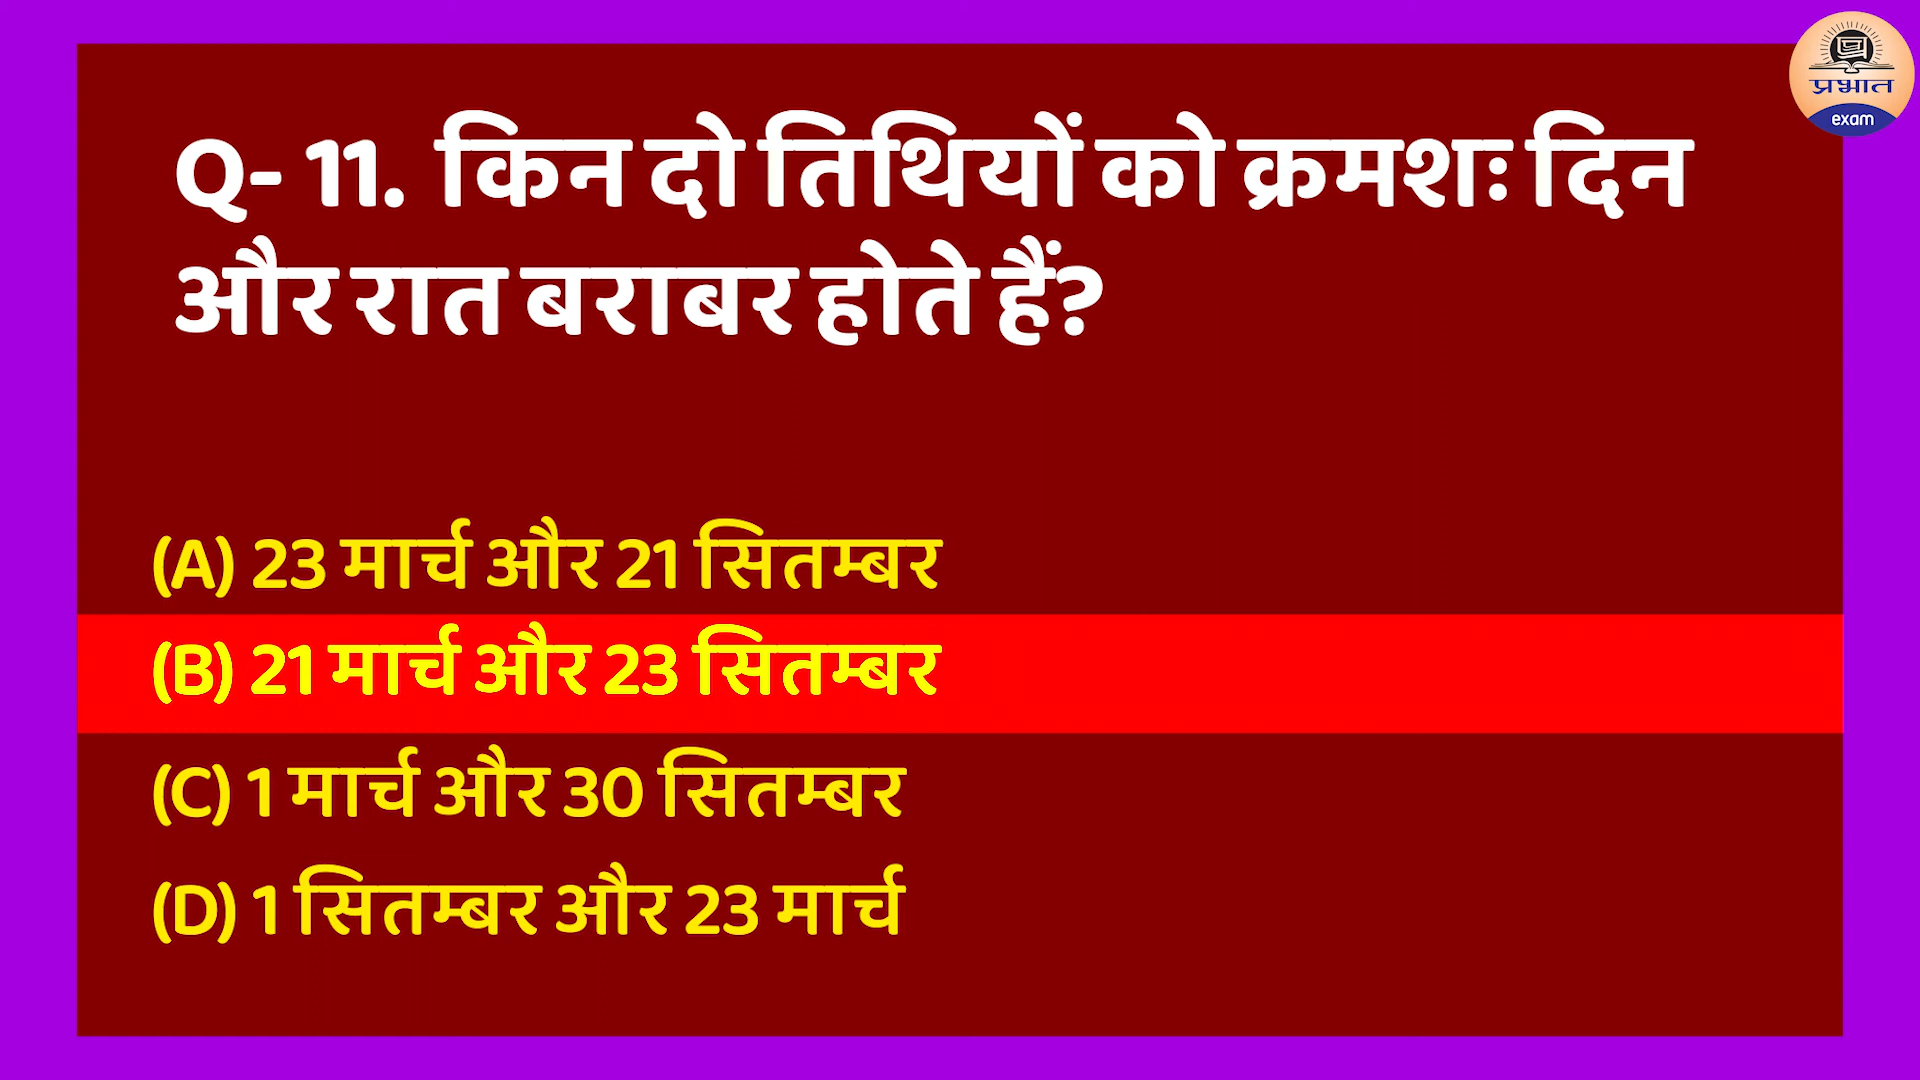 प्रभात
exam
Q- 11. किन दो तिथियों को क्रमशः दिन
और रात बराबर होते हैं?
(A) 23 मार्च और 21 सितम्बर
(B) 21 मार्च और 23 सितम्बर
(C) 1 मार्च और 30 सितम्बर
(D) 1 सितम्बर और 23 मार्च